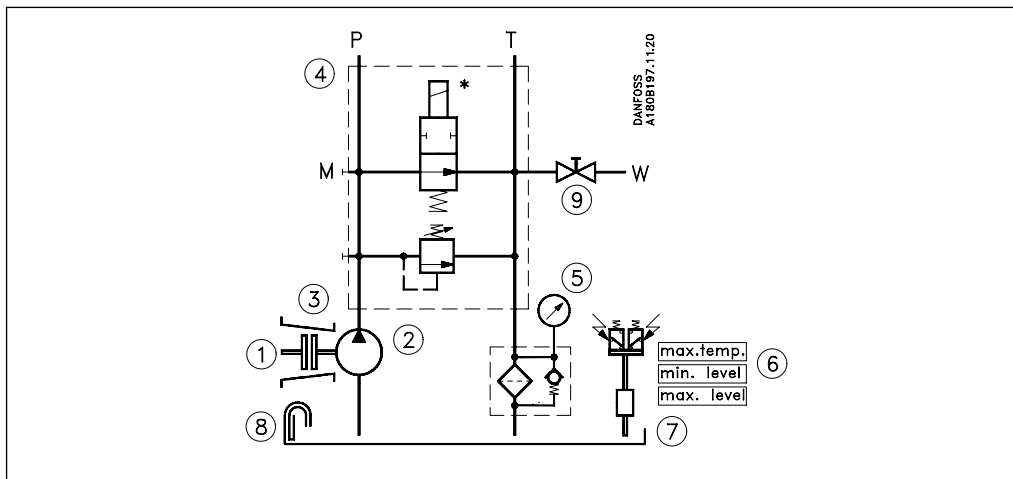 P
T
4
*
DANFOSS
A180B197.11.20
M
W
9
3
5
2
1
max.temp.
min. level
max. level
6
8
7